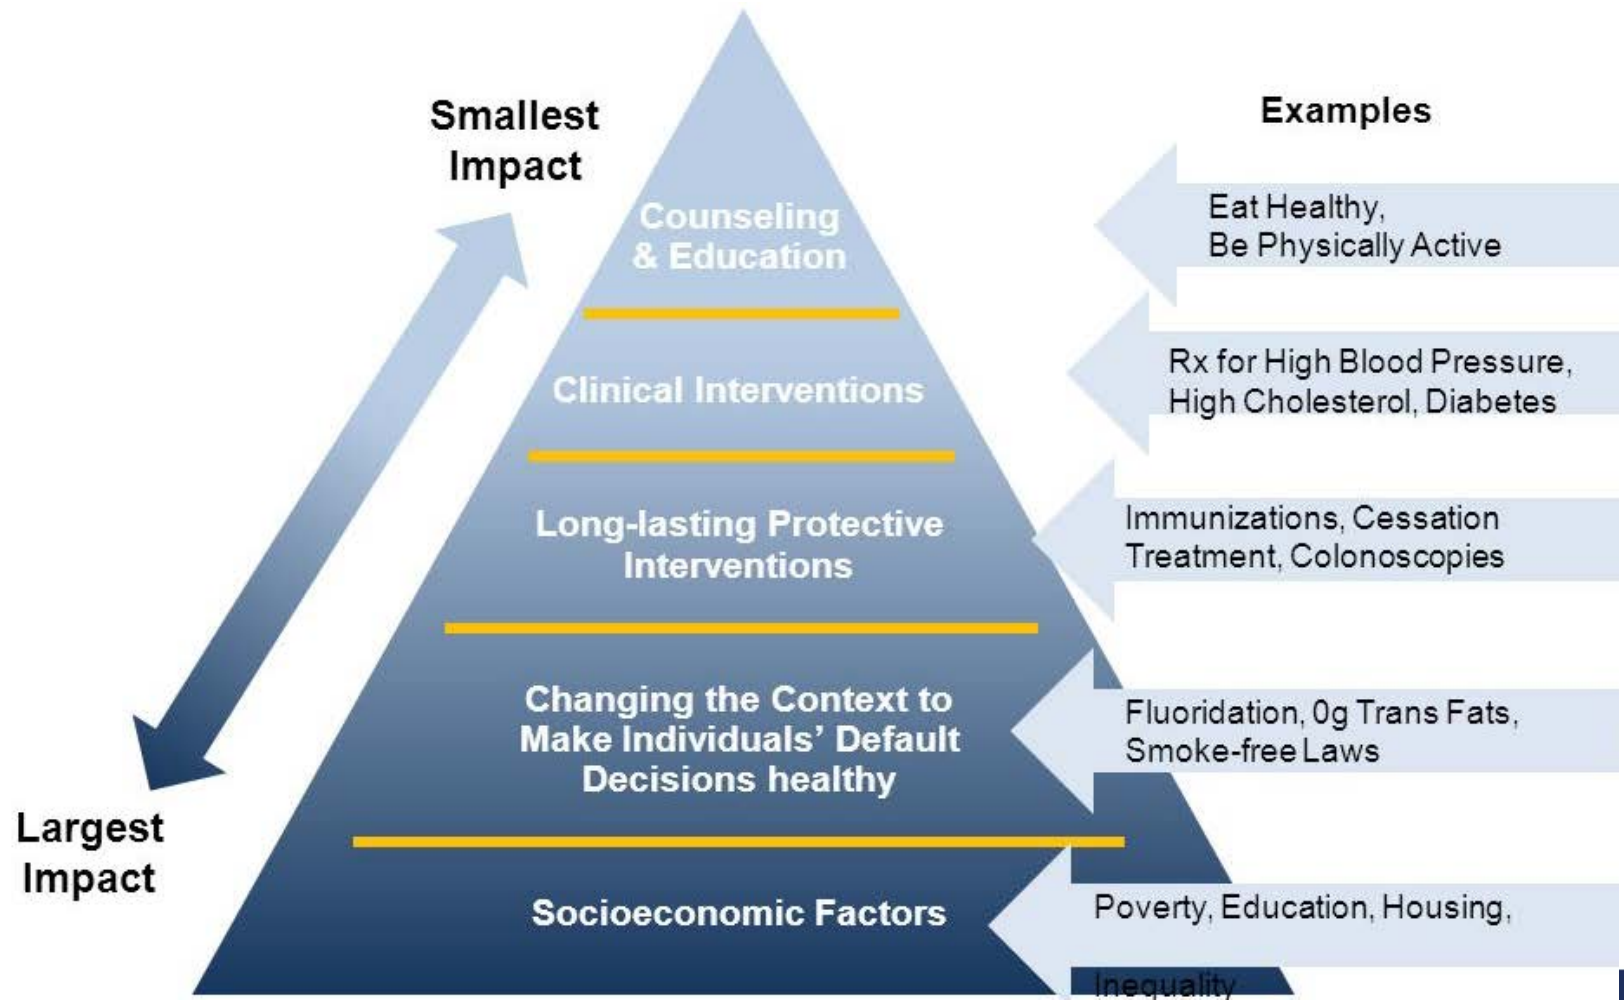 Smallest
Impact
Examples
Counseling
& Education
Eat Healthy,
Be Physically Active
Clinical Interventions
Rx for High Blood Pressure,
High Cholesterol, Diabetes
Long-lasting Protective
Interventions
Immunizations, Cessation
Treatment, Colonoscopies
Changing the Context to
Make Individuals’ Default
Decisions healthy
Fluoridation, 0g Trans Fats,
Smoke-free Laws
Largest
Impact
Socioeconomic Factors
Poverty, Education, Housing,
Inequality